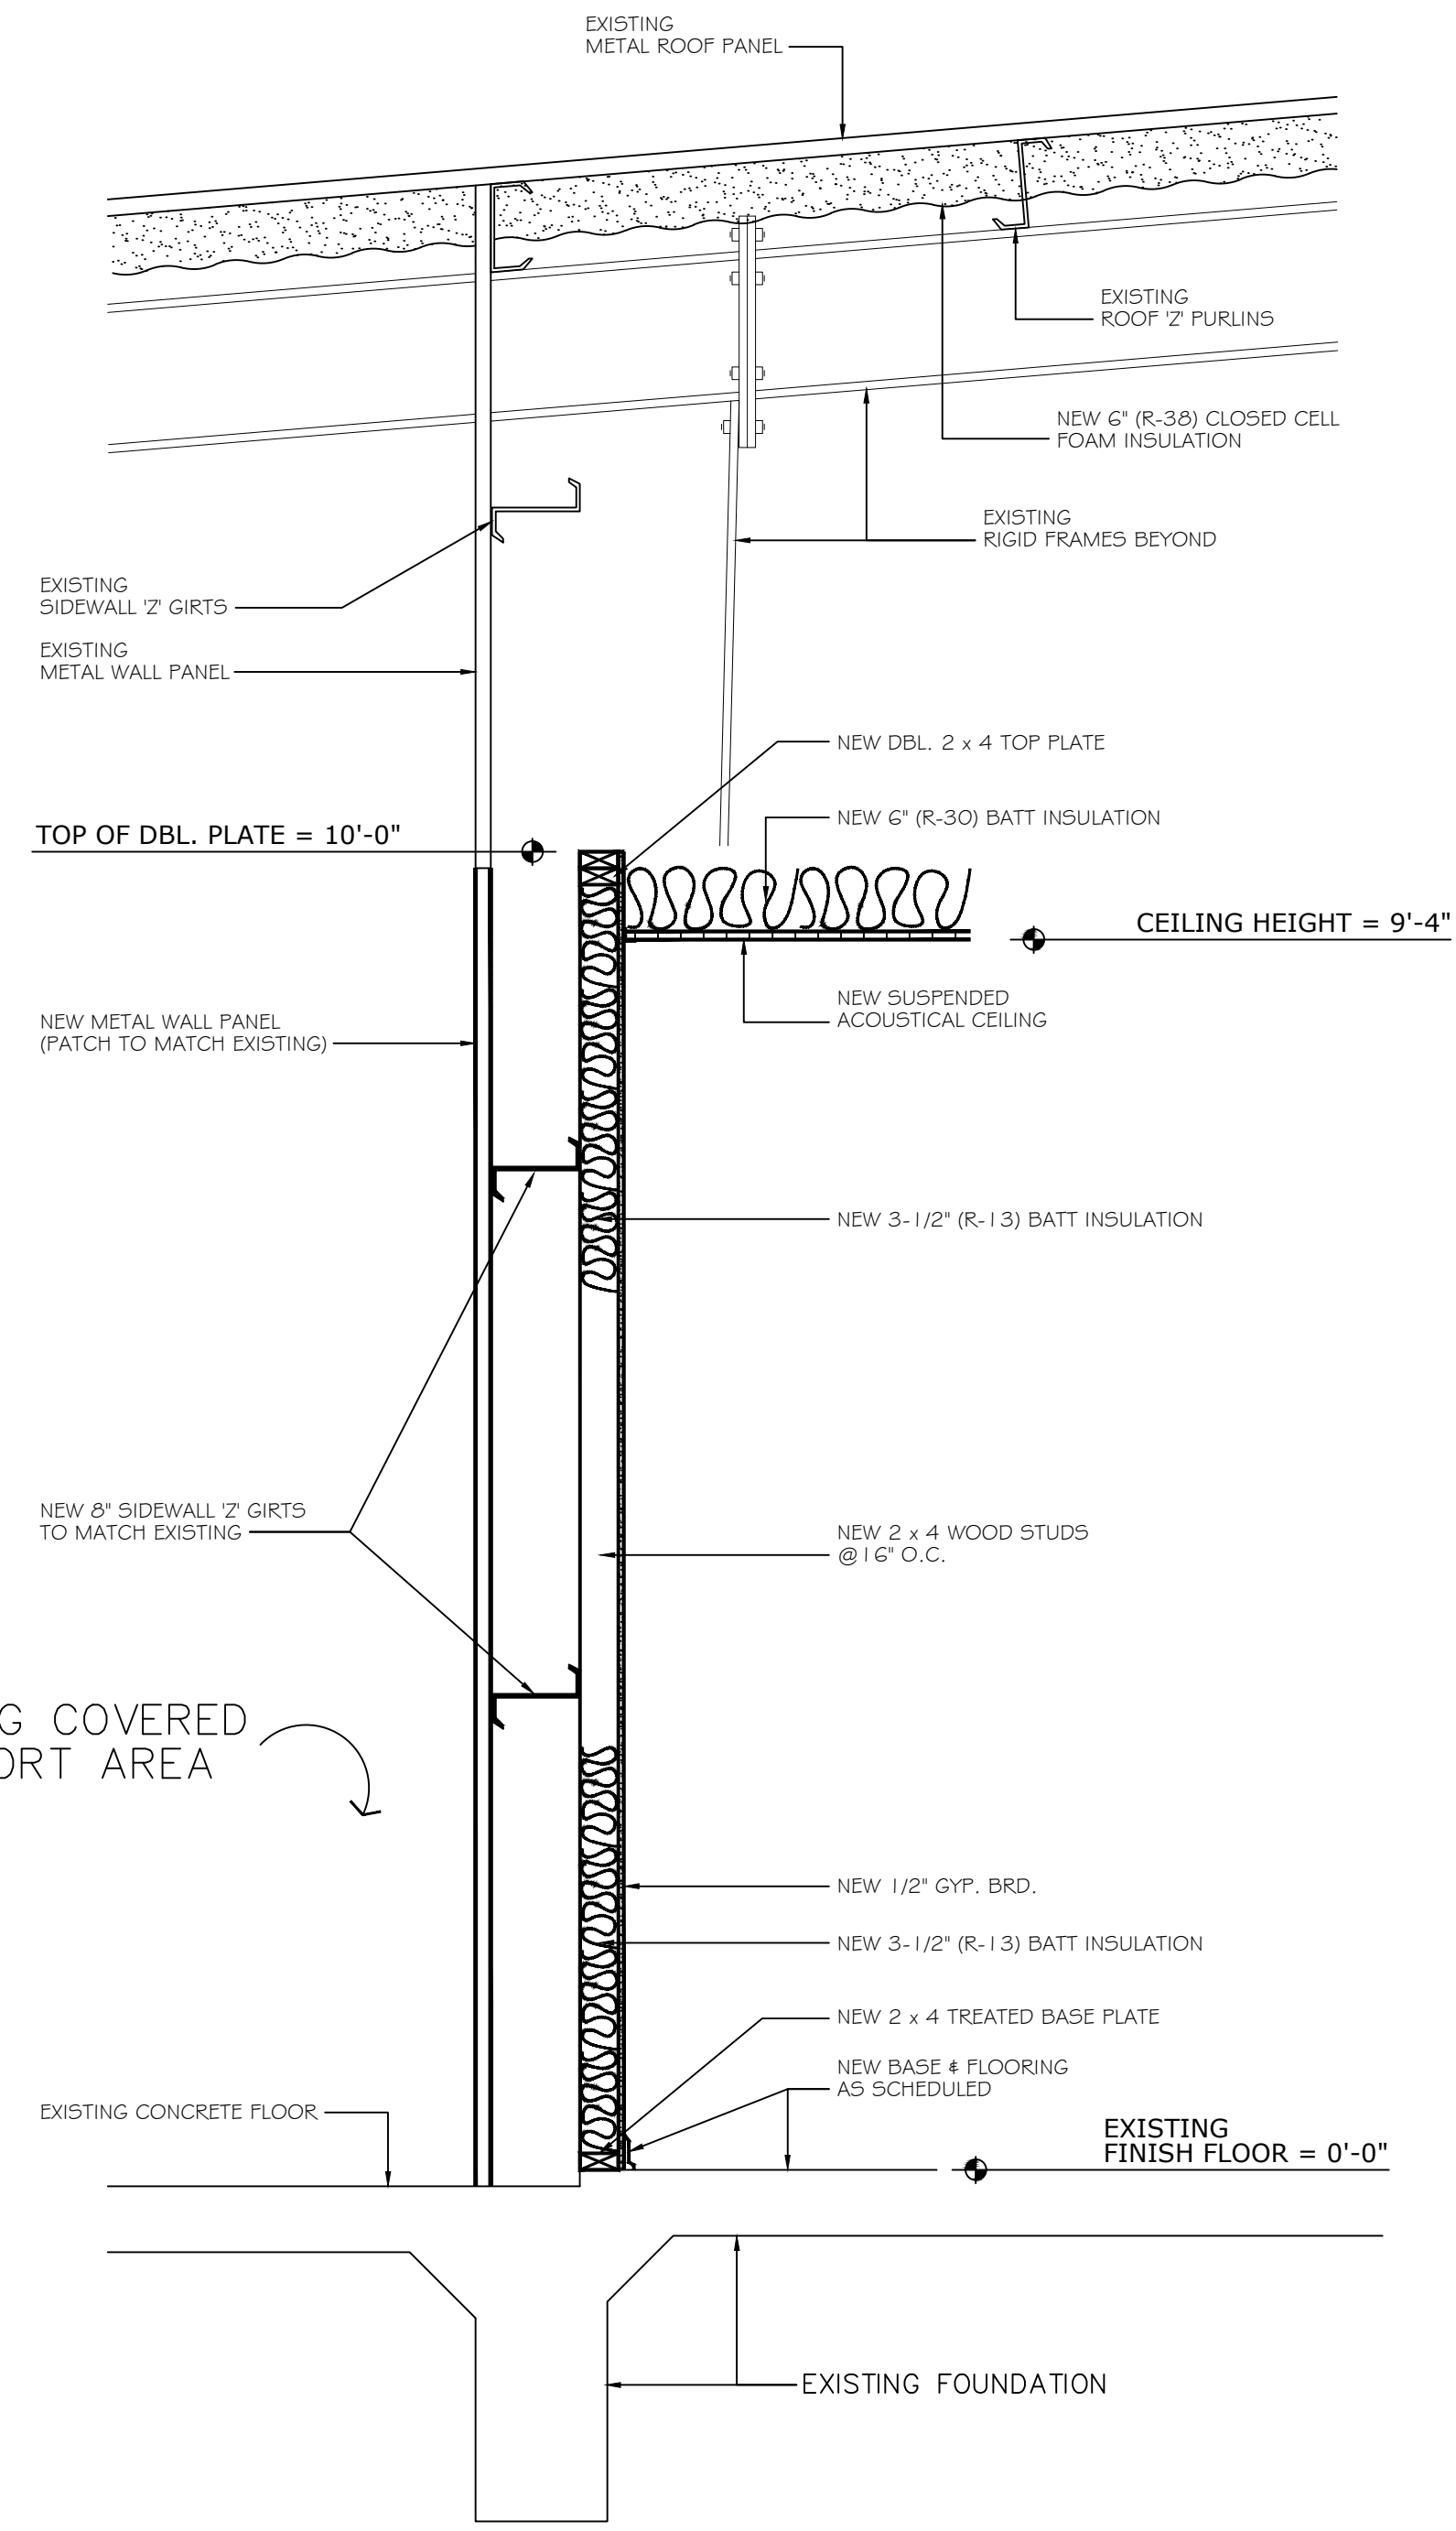 EXISTING
METAL ROOF PANEL
EXISTING
ROOF 'Z' PURLINS
NEW 6" (R-38) CLOSED CELL
FOAM INSULATION
EXISTING
RIGID FRAMES BEYOND
EXISTING
SIDEWALL 'Z' GIRTS
EXISTING
METAL WALL PANEL
NEW DBL. 2 x 4 TOP PLATE
NEW 6" (R-30) BATT INSULATION
TOP OF DBL. PLATE = 10'-0"
CEILING HEIGHT = 9'-4"
NEW SUSPENDED
ACOUSTICAL CEILING
NEW METAL WALL PANEL
(PATCH TO MATCH EXISTING)
NEW 3-1/2" (R-13) BATT INSULATION
NEW 8" SIDEWALL 'Z' GIRTS
TO MATCH EXISTING
NEW 2 x 4 WOOD STUDS
@ 16" O.C.
G COVERED
ORT AREA
NEW 1/2" GYP. BRD.
NEW 3-1/2" (R-13) BATT INSULATION
NEW 2 x 4 TREATED BASE PLATE
NEW BASE & FLOORING
AS SCHEDULED
EXISTING CONCRETE FLOOR
EXISTING
FINISH FLOOR = 0'-0"
EXISTING FOUNDATION